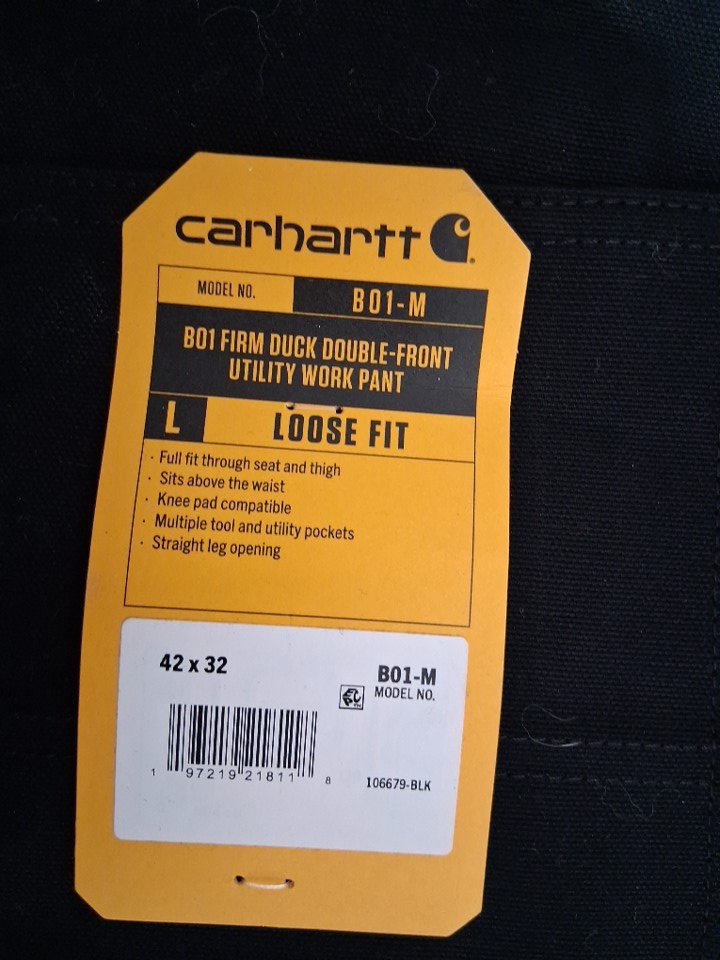 carhartt
MODEL NO. B01-M
B01 FIRM DUCK DOUBLE-FRONT
UTILITY WORK PANT
L LOOSE FIT
· Full fit through seat and thigh
· Sits above the waist
· Knee pad compatible
· Multiple tool and utility pockets
· Straight leg opening
42 x 32
B01-M
MODEL NO.
1 97219 21811 8
106679-BLK